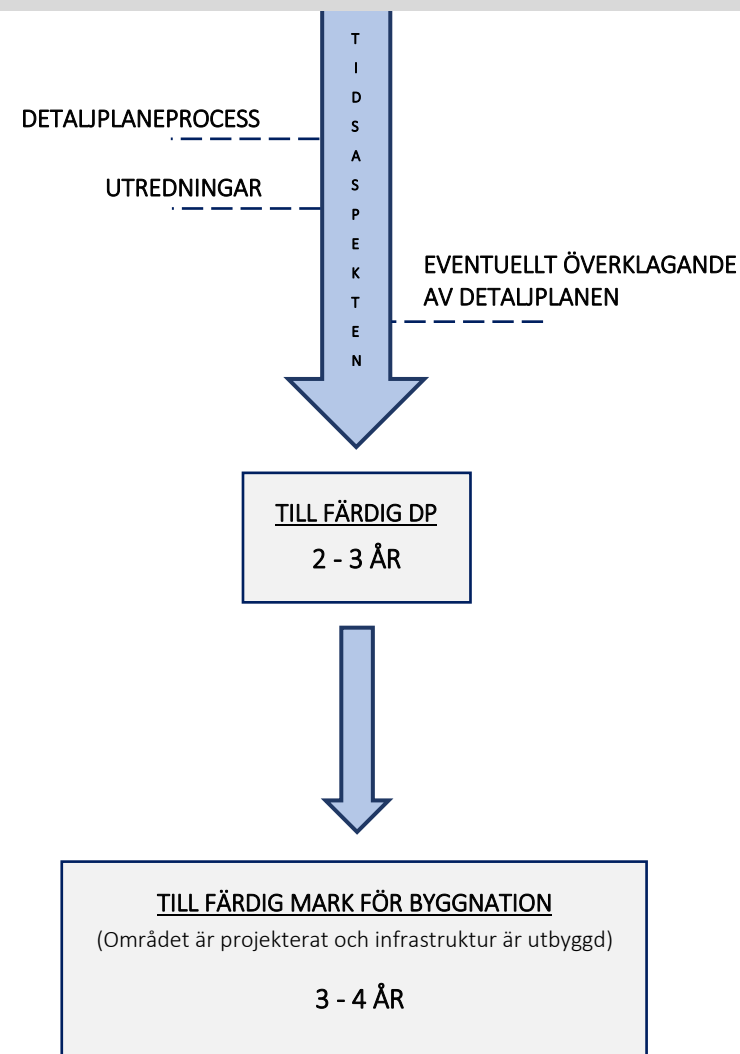 TIDSASPEKTEN
DETALJPLANEPROCESS
UTREDNINGAR
EVENTUELLT ÖVERKLAGANDE
AV DETALJPLANEN
TILL FÄRDIG DP
2 - 3 ÅR
TILL FÄRDIG MARK FÖR BYGGNATION
(Området är projekterat och infrastruktur är utbyggd)
3 - 4 ÅR